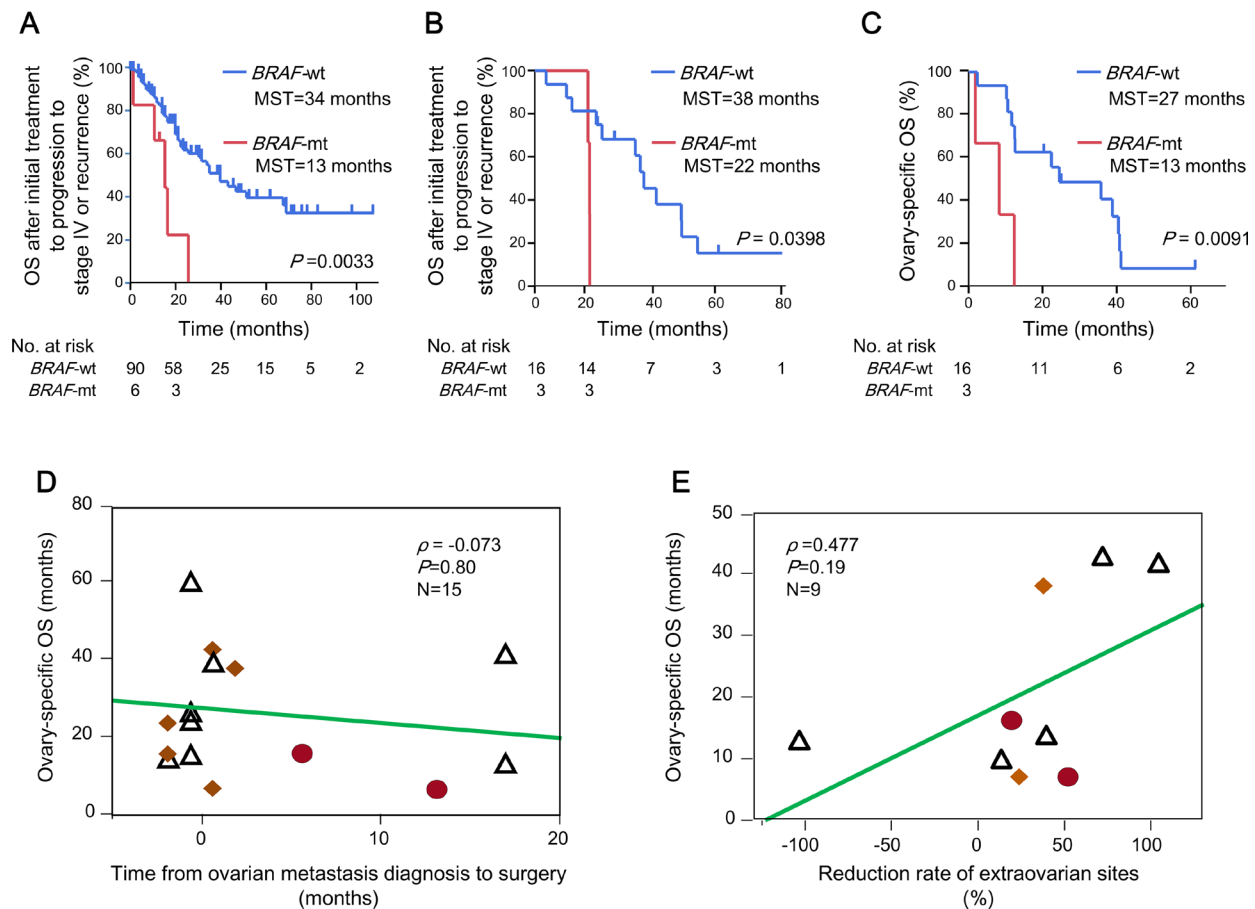 A
OS after initial treatment
to progression to
stage IV or recurrence (%)
100
80
60
40
20
0
BRAF-wt
MST=34 months
BRAF-mt
MST=13 months
P=0.0033
0 20 40 60 80 100
Time (months)
No. at risk
BRAF-wt 90 58 25 15 5 2
BRAF-mt 6 3
B
OS after initial treatment
to progression to
stage IV or recurrence (%)
100
80
60
40
20
0
BRAF-wt
MST=38 months
BRAF-mt
MST=22 months
P = 0.0398
0 20 40 60 80
Time (months)
No. at risk
BRAF-wt 16 14 7 3 1
BRAF-mt 3 3
C
Ovary-specific OS (%)
100
80
60
40
20
0
BRAF-wt
MST=27 months
BRAF-mt
MST=13 months
P = 0.0091
0 20 40 60
Time (months)
No. at risk
BRAF-wt 16 11 6 2
BRAF-mt 3
D
Ovary-specific OS (months)
80
60
40
20
0
ρ = -0.073
P=0.80
N=15
0 10 20
Time from ovarian metastasis diagnosis to surgery
(months)
E
Ovary-specific OS (months)
50
40
30
20
10
0
ρ =0.477
P=0.19
N=9
-100 -50 0 50 100
Reduction rate of extraovarian sites
(%)